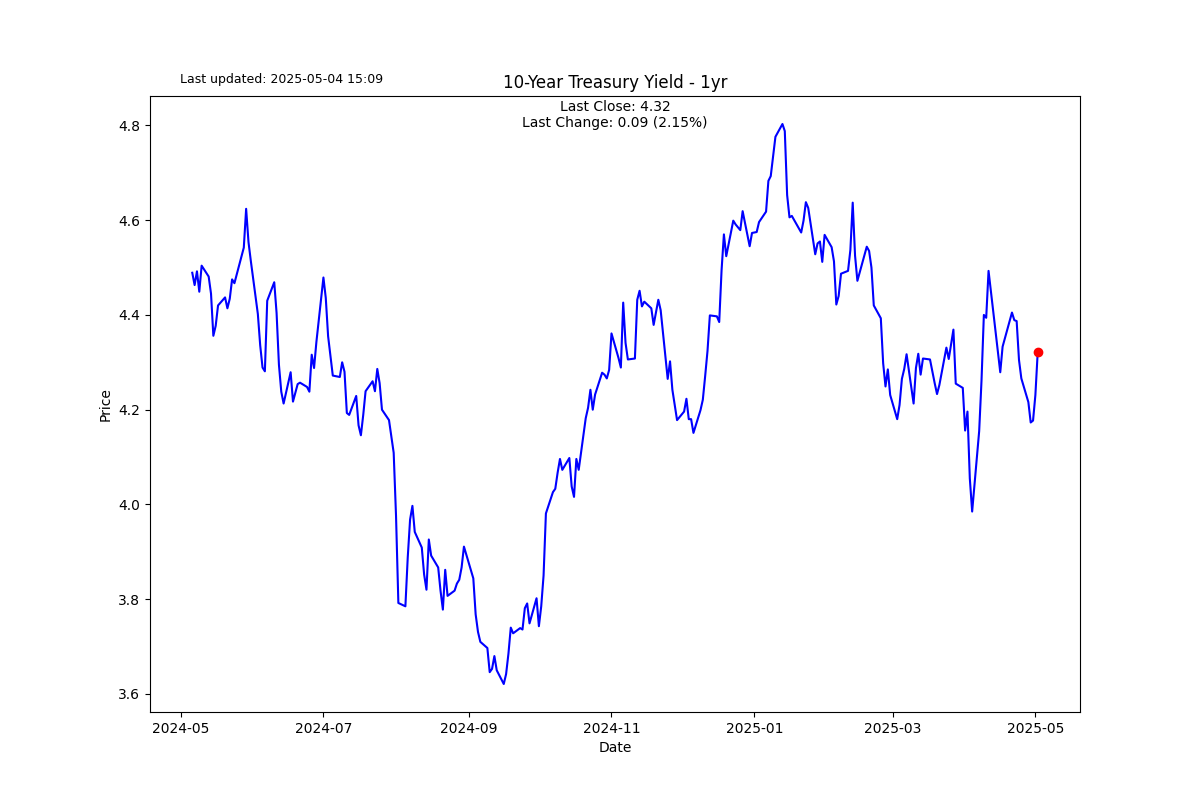 Last updated: 2025-05-04 15:09
10-Year Treasury Yield - 1yr
Last Close: 4.32
Last Change: 0.09 (2.15%)
4.8
4.6
4.4
4.2
4.0
3.8
3.6
Price
2024-05 2024-07 2024-09 2024-11 2025-01 2025-03 2025-05
Date